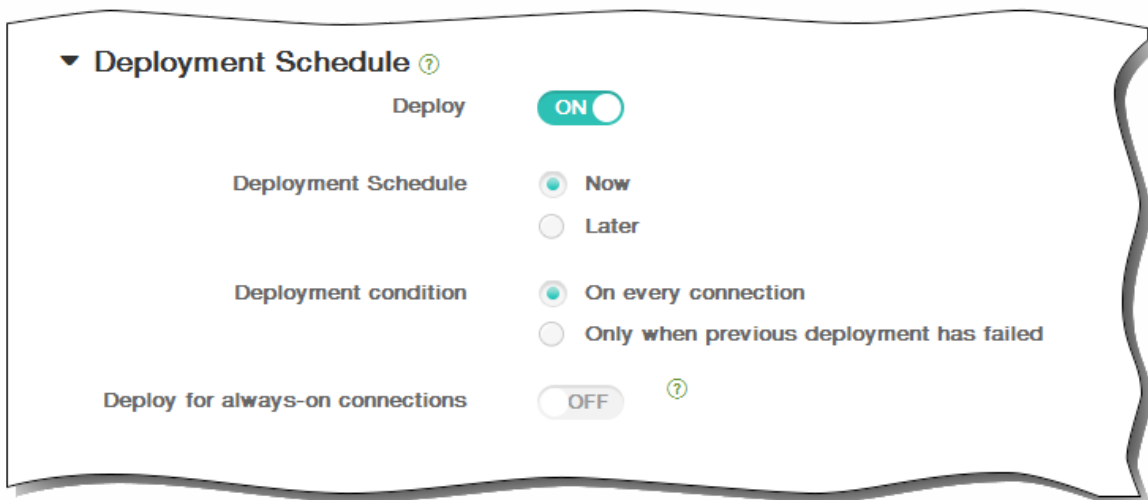 Deployment Schedule ?
Deploy ON
Deployment Schedule Now
Later
Deployment condition On every connection
Only when previous deployment has failed
Deploy for always-on connections OFF ?